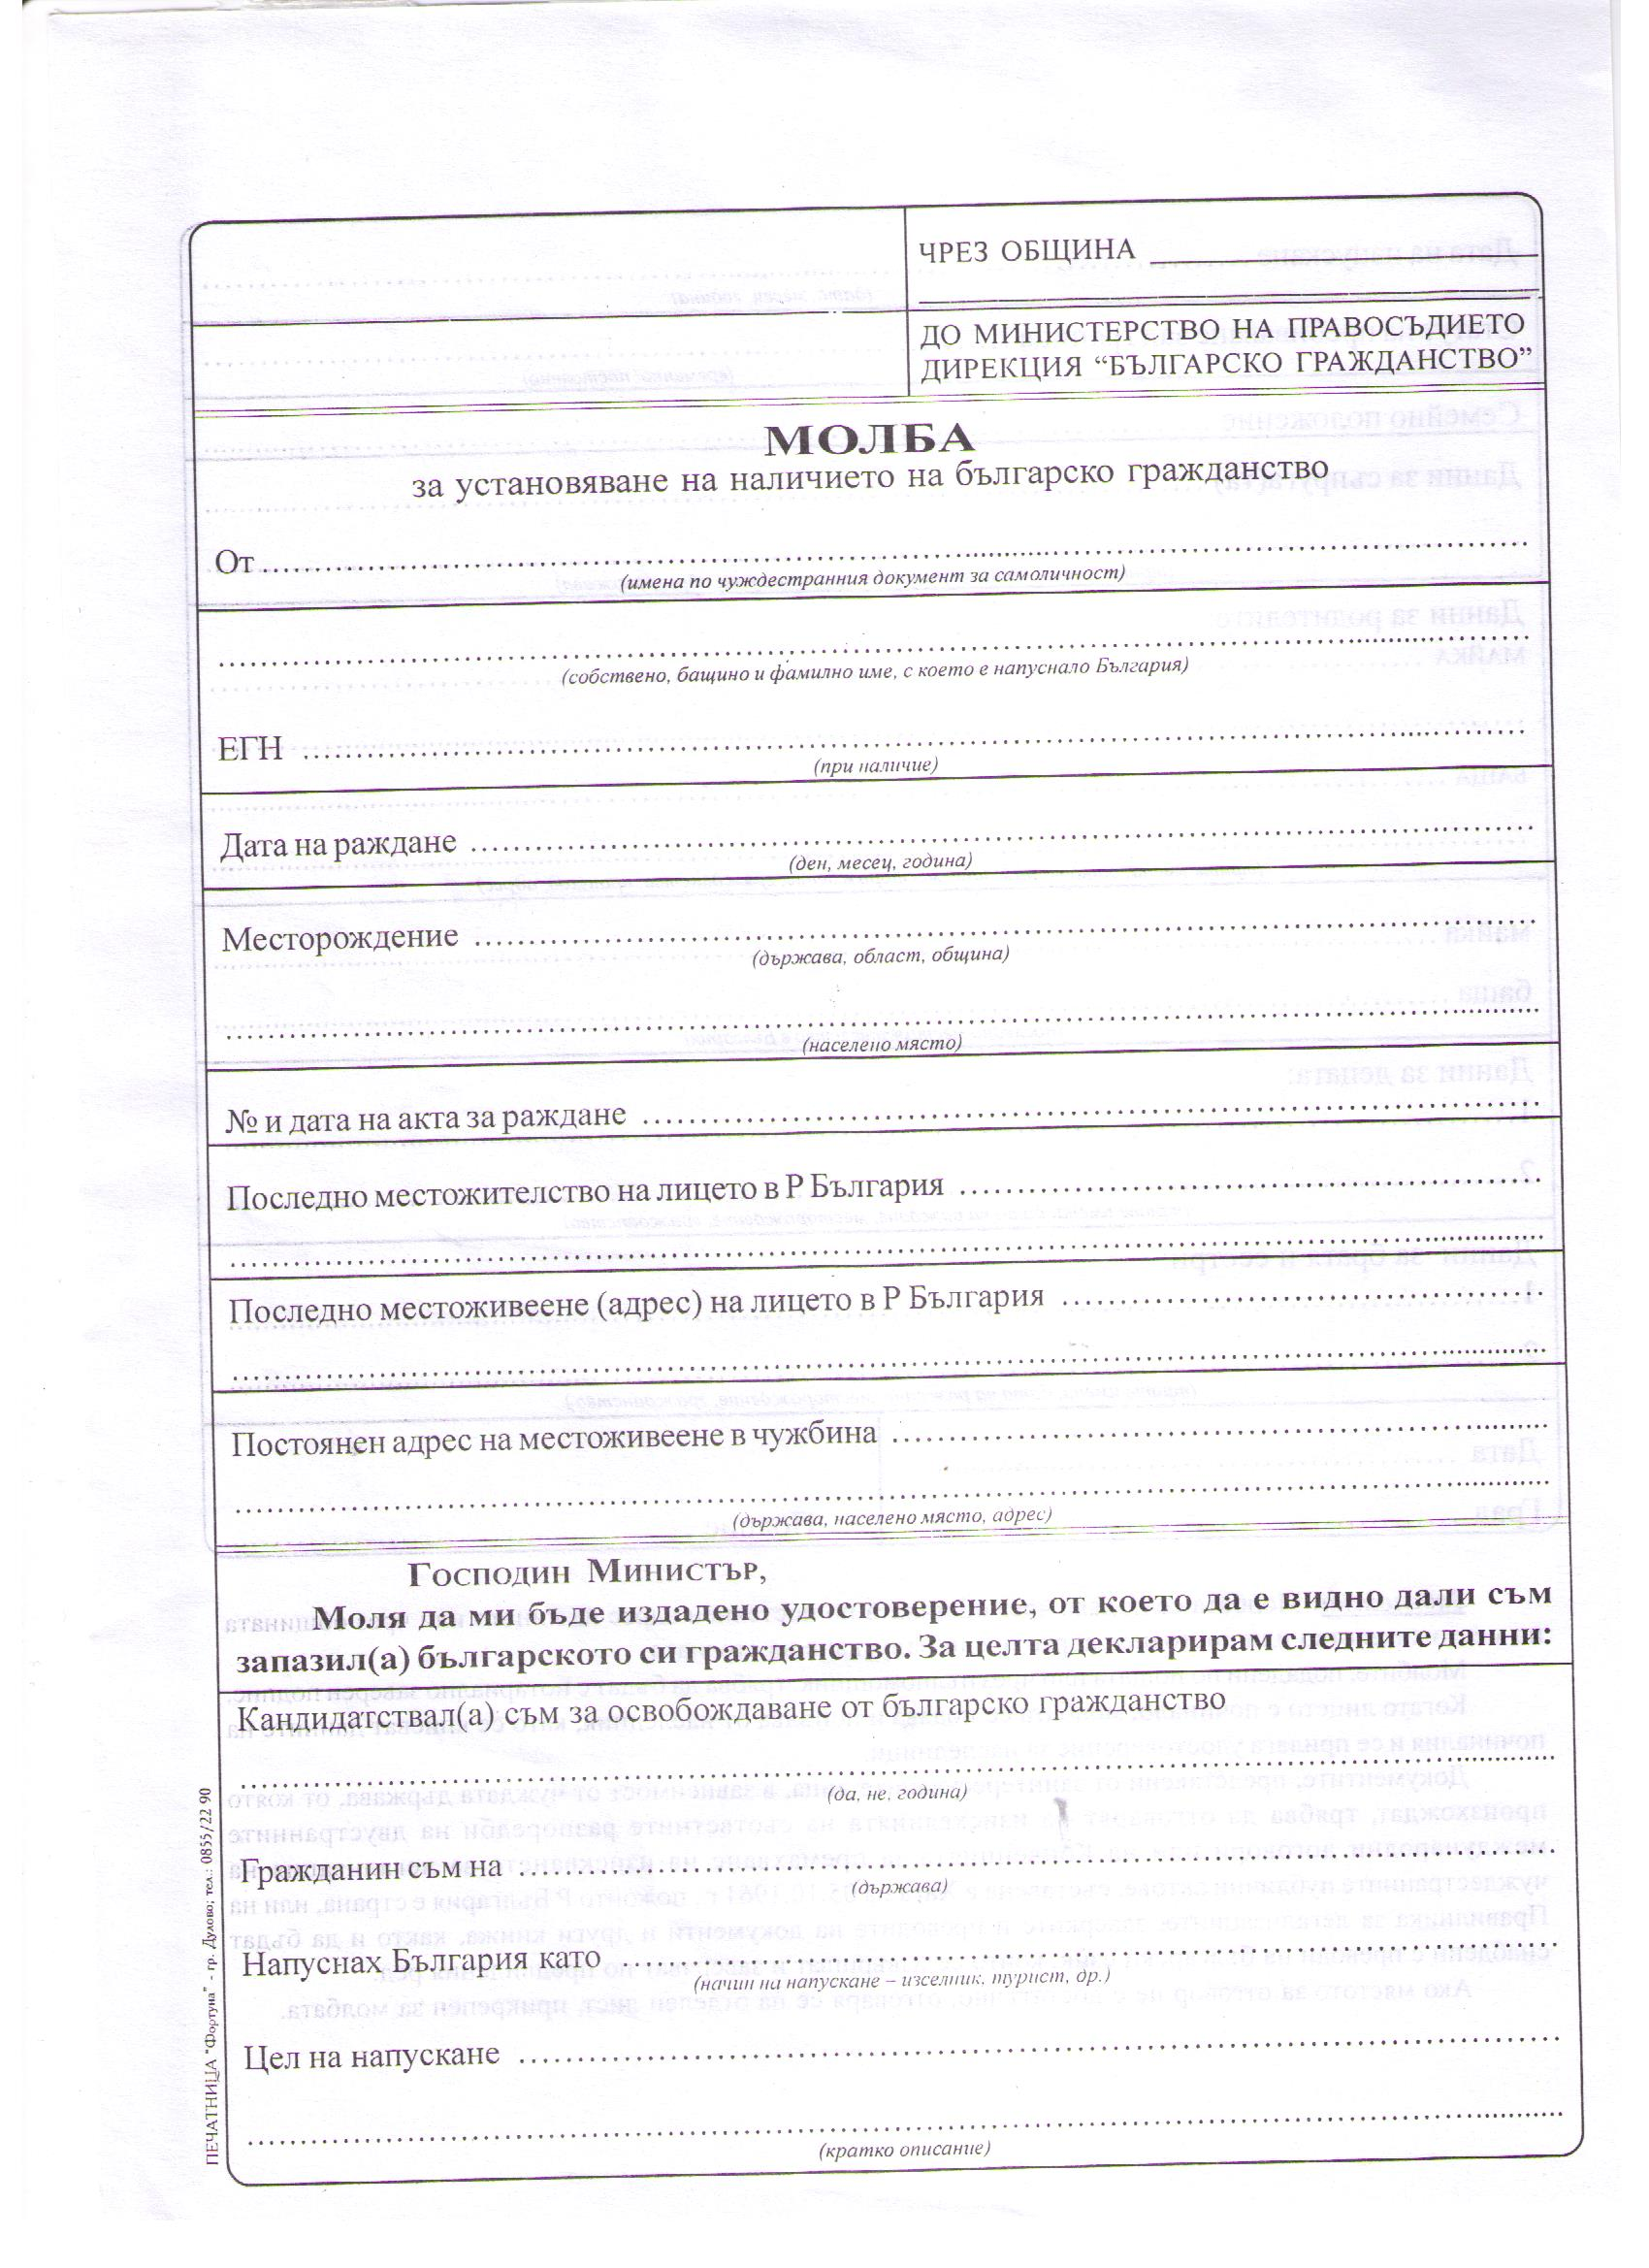 ЧРЕЗ ОБЩИНА
ДО МИНИСТЕРСТВО НА ПРАВОСЪДИЕТО
ДИРЕКЦИЯ “БЪЛГАРСКО ГРАЖДАНСТВО”
МОЛБА
за установяване на наличието на българско гражданство
От
(имена по чуждестранния документ за самоличност)
(собствено, бащино и фамилно име, с което е напуснало България)
ЕГН
(при наличие)
Дата на раждане
(ден, месец, година)
Месторождение
(държава, област, община)
(населено място)
№ и дата на акта за раждане
Последно местожителство на лицето в Р България
Последно местоживеене (адрес) на лицето в Р България
Постоянен адрес на местоживеене в чужбина
(държава, населено място, адрес)
Господин Министър,
Моля да ми бъде издадено удостоверение, от което да е видно дали съм
запазил(а) българското си гражданство. За целта декларирам следните данни:
Кандидатствал(а) съм за освобождаване от българско гражданство
(да, не, година)
Гражданин съм на
(държава)
Напуснах България като
(начин на напускане – изселник, турист, др.)
Цел на напускане
(кратко описание)
ПЕЧАТНИЦА "Фортуна" - гр. Дулово; тел.: 0855/22 90